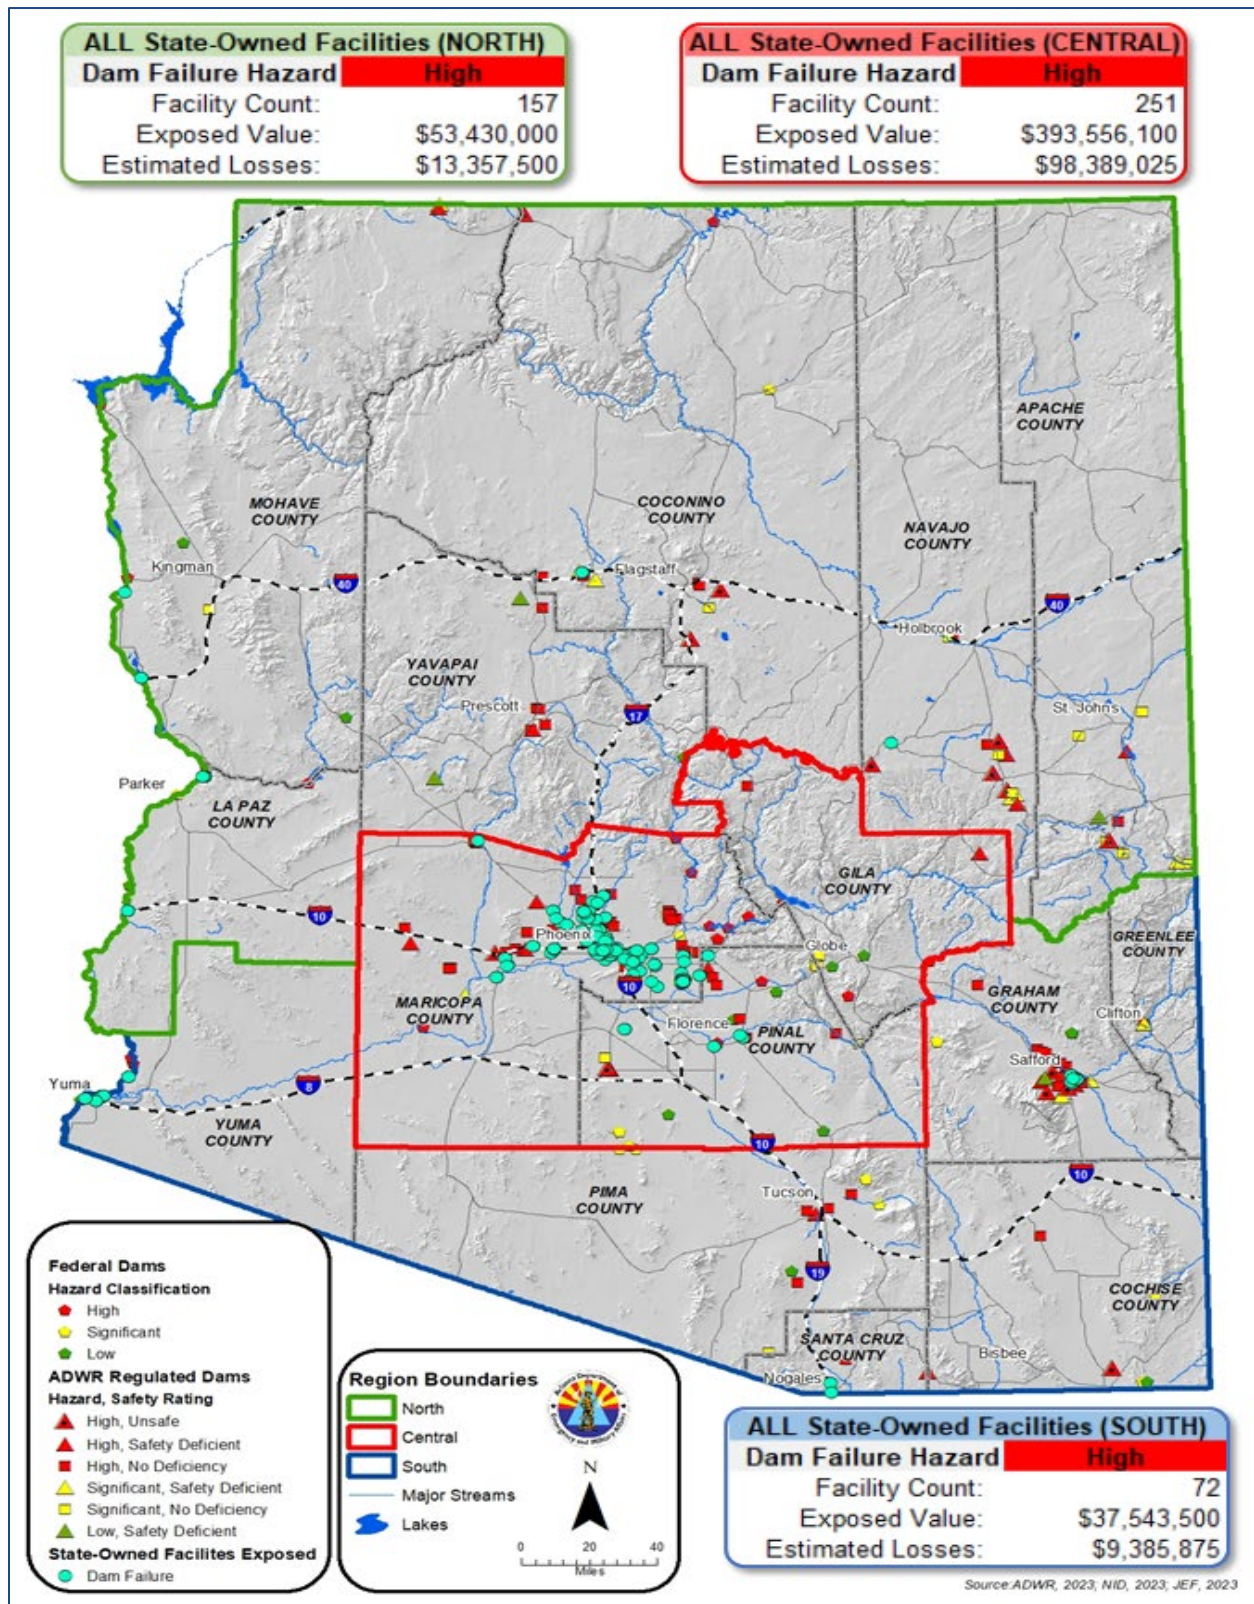 ALL State-Owned Facilities (NORTH)
Dam Failure Hazard High
Facility Count: 157
Exposed Value: $53,430,000
Estimated Losses: $13,357,500
ALL State-Owned Facilities (CENTRAL)
Dam Failure Hazard High
Facility Count: 251
Exposed Value: $393,556,100
Estimated Losses: $98,389,025
APACHE
COUNTY
MOHAVE
COUNTY
COCONINO
COUNTY
NAVAJO
COUNTY
Kingman
Flagstaff
40
40
Holbrook
YAVAPAI
COUNTY
Prescott
17
St. Johns
Parker
LA PAZ
COUNTY
GILA
COUNTY
10
Phoenix
Globe
GREENLEE
COUNTY
10
MARICOPA
COUNTY
GRAHAM
COUNTY
Clifton
Florence
PINAL
COUNTY
Safford
Yuma
8
YUMA
COUNTY
10
10
PIMA
COUNTY
Tucson
19
COCHISE
COUNTY
SANTA CRUZ
COUNTY
Bisbee
Nogales
Federal Dams
Hazard Classification
High
Significant
Low
ADWR Regulated Dams
Hazard, Safety Rating
High, Unsafe
High, Safety Deficient
High, No Deficiency
Significant, Safety Deficient
Significant, No Deficiency
Low, Safety Deficient
State-Owned Facilites Exposed
Dam Failure
Region Boundaries
North
Central
South
Major Streams
Lakes
Arizona Department of
Emergency and Military Affairs
N
0 20 40
Miles
ALL State-Owned Facilities (SOUTH)
Dam Failure Hazard High
Facility Count: 72
Exposed Value: $37,543,500
Estimated Losses: $9,385,875
Source:ADWR, 2023; NID, 2023; JEF, 2023